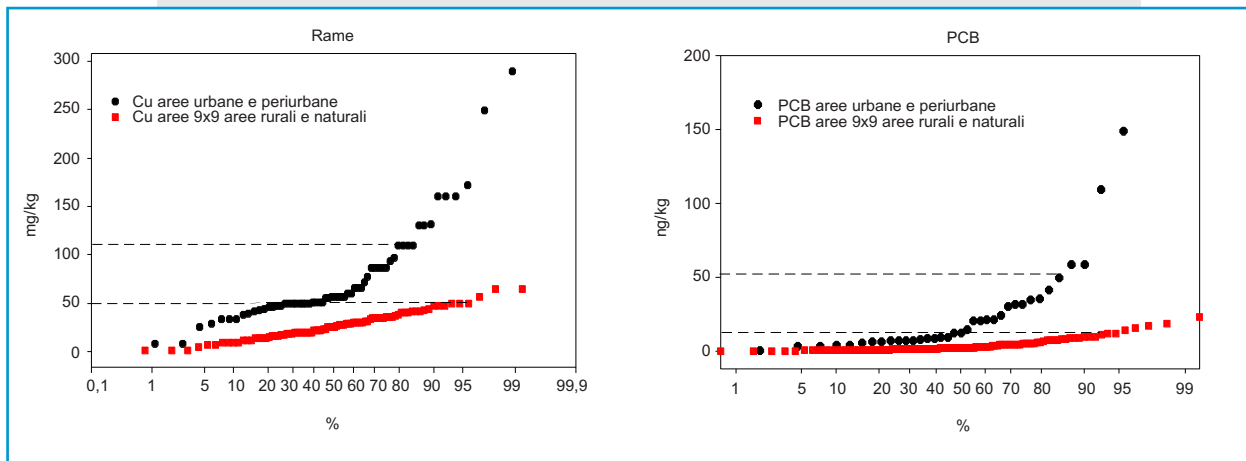 Rame
300
250
200
150
100
50
0
mg/kg
Cu aree urbane e periurbane
Cu aree 9x9 aree rurali e naturali
0,1 1 5 10 20 30 40 50 60 70 80 90 95 99 99,9
%
PCB
200
150
100
50
0
ng/kg
PCB aree urbane e periurbane
PCB aree 9x9 aree rurali e naturali
1 5 10 20 30 40 50 60 70 80 90 95 99
%